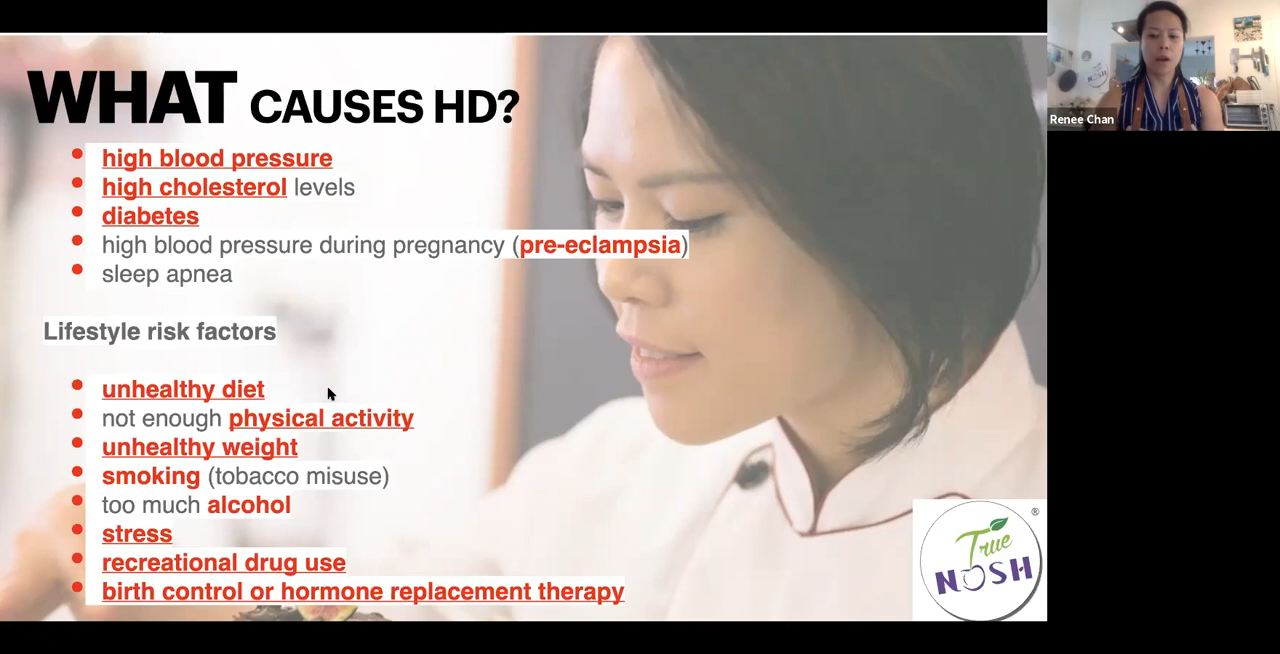 WHAT CAUSES HD?
high blood pressure
high cholesterol levels
diabetes
high blood pressure during pregnancy (pre-eclampsia)
sleep apnea
Lifestyle risk factors
unhealthy diet
not enough physical activity
unhealthy weight
smoking (tobacco misuse)
too much alcohol
stress
recreational drug use
birth control or hormone replacement therapy
True
NOSH
®
Renee Chan
NOSH